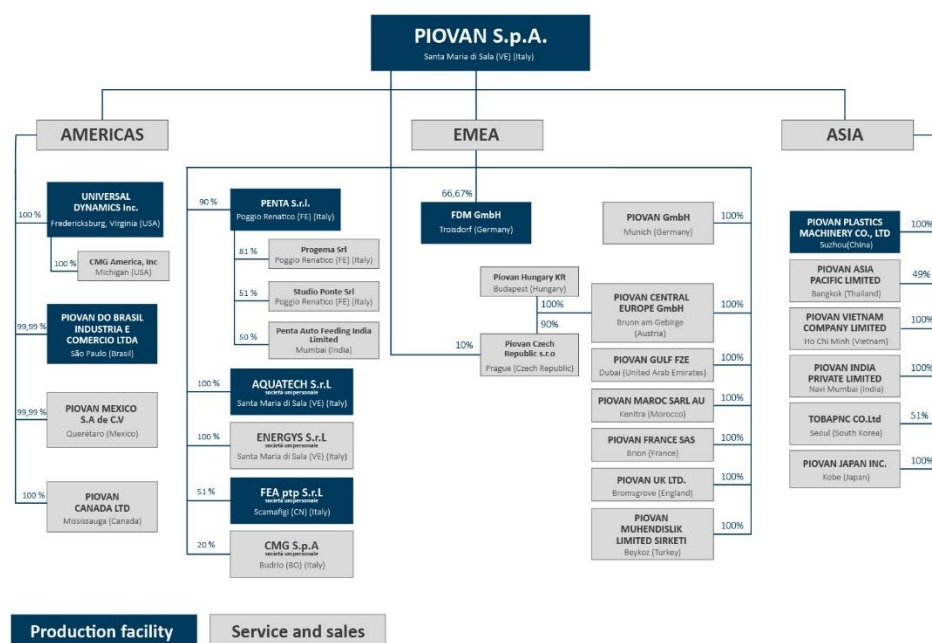 PIOVAN S.p.A.
Santa Maria di Sala (VE) (Italy)
AMERICAS
EMEA
ASIA
100 %
UNIVERSAL
DYNAMICS Inc.
Fredericksburg, Virginia (USA)
100 %
CMG America, Inc
Michigan (USA)
99,99 %
PIOVAN DO BRASIL
INDUSTRIA E
COMERCIO LTDA
São Paulo (Brasil)
99,99 %
PIOVAN MEXICO
S.A de C.V
Querétaro (Mexico)
100 %
PIOVAN
CANADA LTD
Mississauga (Canada)
90 %
PENTA S.r.l.
Poggio Renatico (FE) (Italy)
81 %
Progema Srl
Poggio Renatico (FE) (Italy)
51 %
Studio Ponte Srl
Poggio Renatico (FE) (Italy)
50 %
Penta Auto Feeding India
Limited
Mumbai (India)
100 %
AQUATECH S.r.L
società unipersonale
Santa Maria di Sala (VE) (Italy)
100 %
ENERGYS S.r.L
società unipersonale
Santa Maria di Sala (VE) (Italy)
51 %
FEA ptp S.r.L
società unipersonale
Scarnafigi (CN) (Italy)
20 %
CMG S.p.A
società unipersonale
Budrio (BO) (Italy)
66,67%
FDM GmbH
Troisdorf (Germany)
Piovan Hungary Kft
Budapest (Hungary)
100%
90%
10%
Piovan Czech
Republic s.r.o
Prague (Czech Republic)
PIOVAN GmbH
Munich (Germany)
100%
PIOVAN CENTRAL
EUROPE GmbH
Brunn am Gebirge
(Austria)
100%
PIOVAN GULF FZE
Dubai (United Arab Emirates)
100%
PIOVAN MAROC SARL AU
Kenitra (Morocco)
100%
PIOVAN FRANCE SAS
Brion (France)
100%
PIOVAN UK LTD.
Bromsgrove (England)
100%
PIOVAN
MUHENDISLIK
LIMITED SIRKETI
Beykoz (Turkey)
100%
PIOVAN PLASTICS
MACHINERY CO., LTD
Suzhou(China)
100%
PIOVAN ASIA
PACIFIC LIMITED
Bangkok (Thailand)
49%
PIOVAN VIETNAM
COMPANY LIMITED
Ho Chi Minh (Vietnam)
100%
PIOVAN INDIA
PRIVATE LIMITED
Navi Mumbai (India)
100%
TOBAPNC CO.Ltd
Seoul (South Korea)
51%
PIOVAN JAPAN INC.
Kobe (Japan)
100%
Production facility
Service and sales